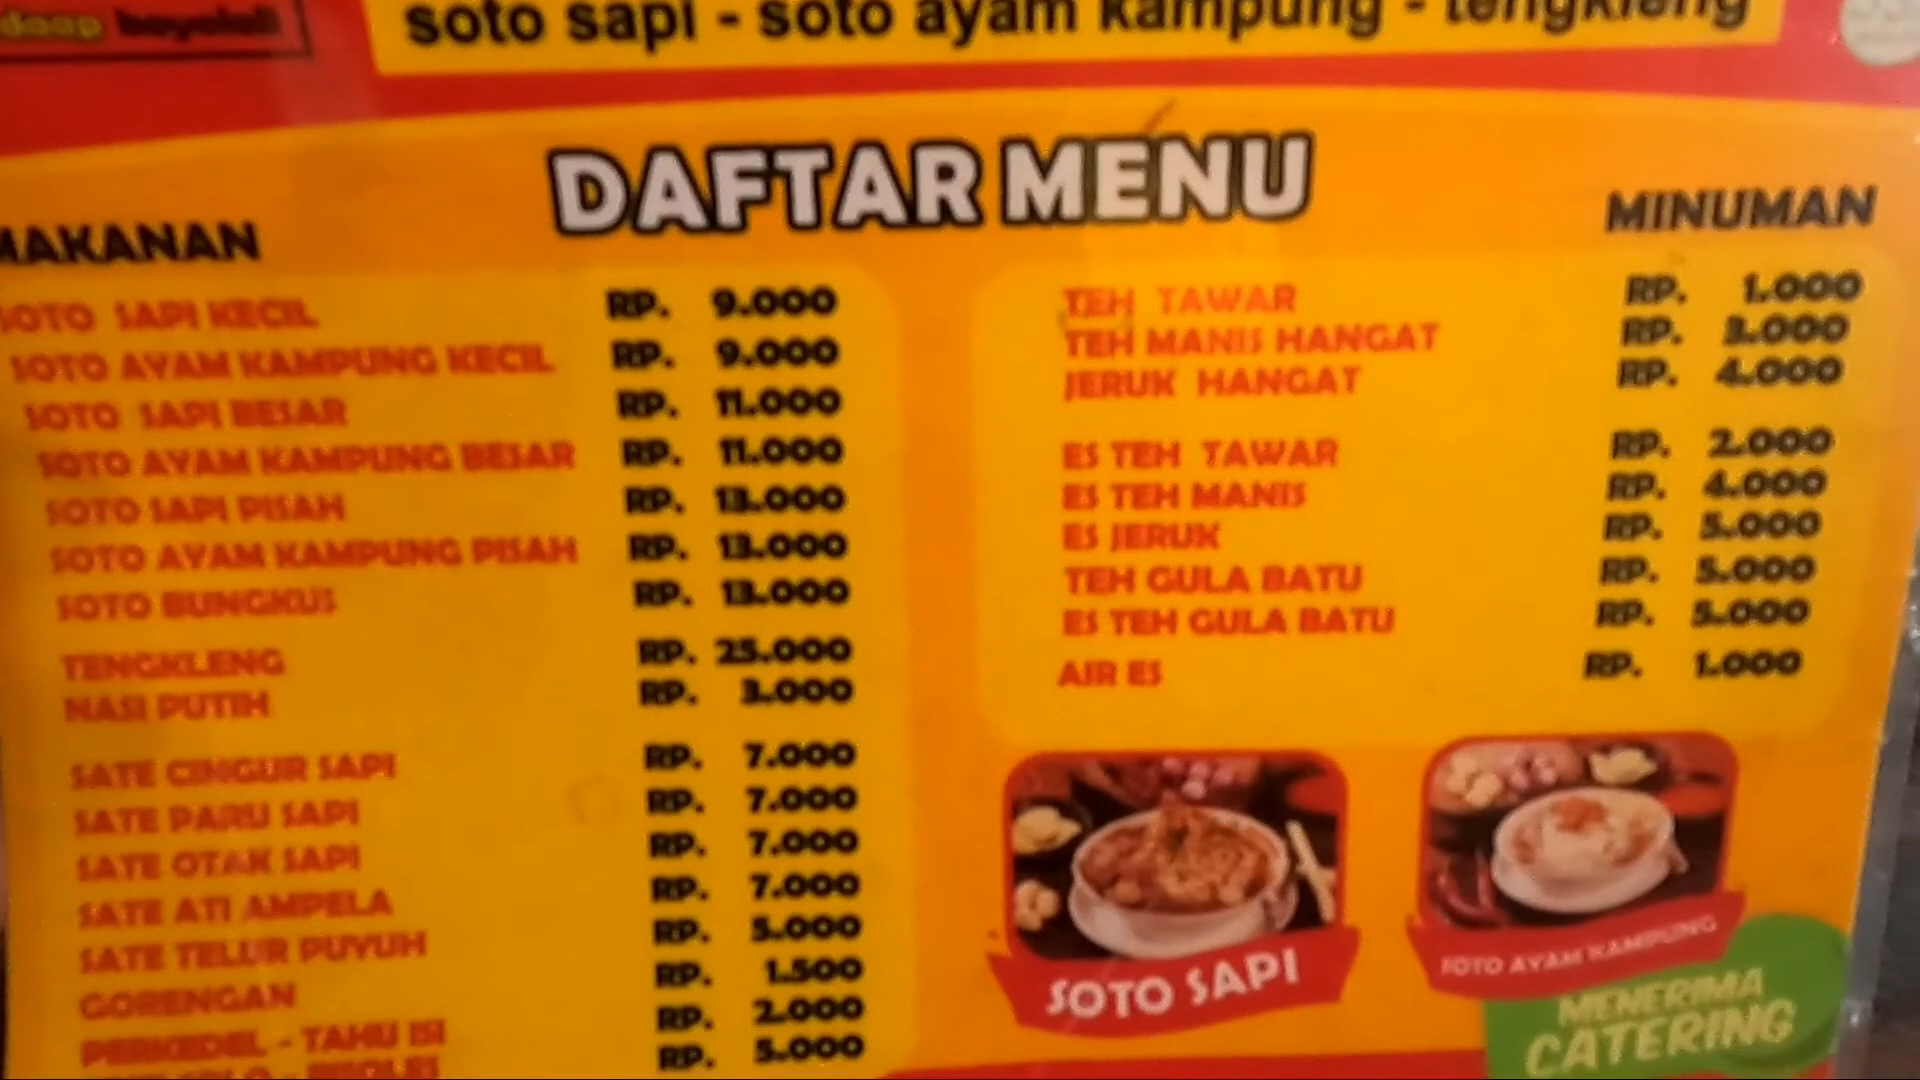 soto sapi - soto ayam kampung - tengkleng
DAFTAR MENU
MAKANAN
SOTO SAPI KECIL RP. 9.000
SOTO AYAM KAMPUNG KECIL RP. 9.000
SOTO SAPI BESAR RP. 11.000
SOTO AYAM KAMPUNG BESAR RP. 11.000
SOTO SAPI PISAH RP. 13.000
SOTO AYAM KAMPUNG PISAH RP. 13.000
SOTO BUNGKUS RP. 13.000
TENGKLENG RP. 25.000
NASI PUTIH RP. 3.000
SATE CINGUR SAPI RP. 7.000
SATE PARU SAPI RP. 7.000
SATE OTAK SAPI RP. 7.000
SATE ATI AMPELA RP. 7.000
SATE TELUR PUYUH RP. 5.000
GORENGAN RP. 1.500
PERKEDEL - TAHU ISI RP. 2.000
RP. 5.000
MINUMAN
TEH TAWAR RP. 1.000
TEH MANIS HANGAT RP. 3.000
JERUK HANGAT RP. 4.000
ES TEH TAWAR RP. 2.000
ES TEH MANIS RP. 4.000
ES JERUK RP. 5.000
TEH GULA BATU RP. 5.000
ES TEH GULA BATU RP. 5.000
AIR ES RP. 1.000
SOTO SAPI
SOTO AYAM KAMPUNG
MENERIMA
CATERING